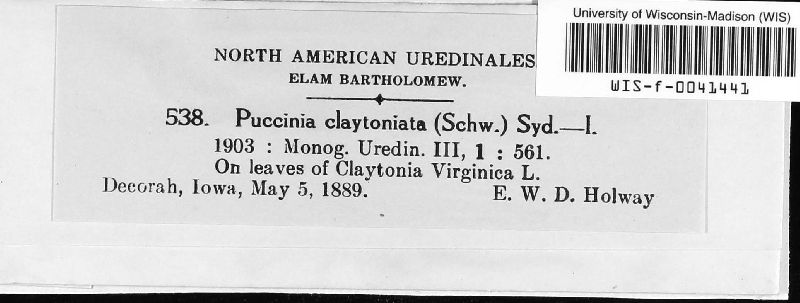 University of Wisconsin-Madison (WIS)
WIS-f-0041441
NORTH AMERICAN UREDINALES
ELAM BARTHOLOMEW.
538. Puccinia claytoniata (Schw.) Syd.—I.
1903 : Monog. Uredin. III, 1 : 561.
On leaves of Claytonia Virginica L.
Decorah, Iowa, May 5, 1889. E. W. D. Holway